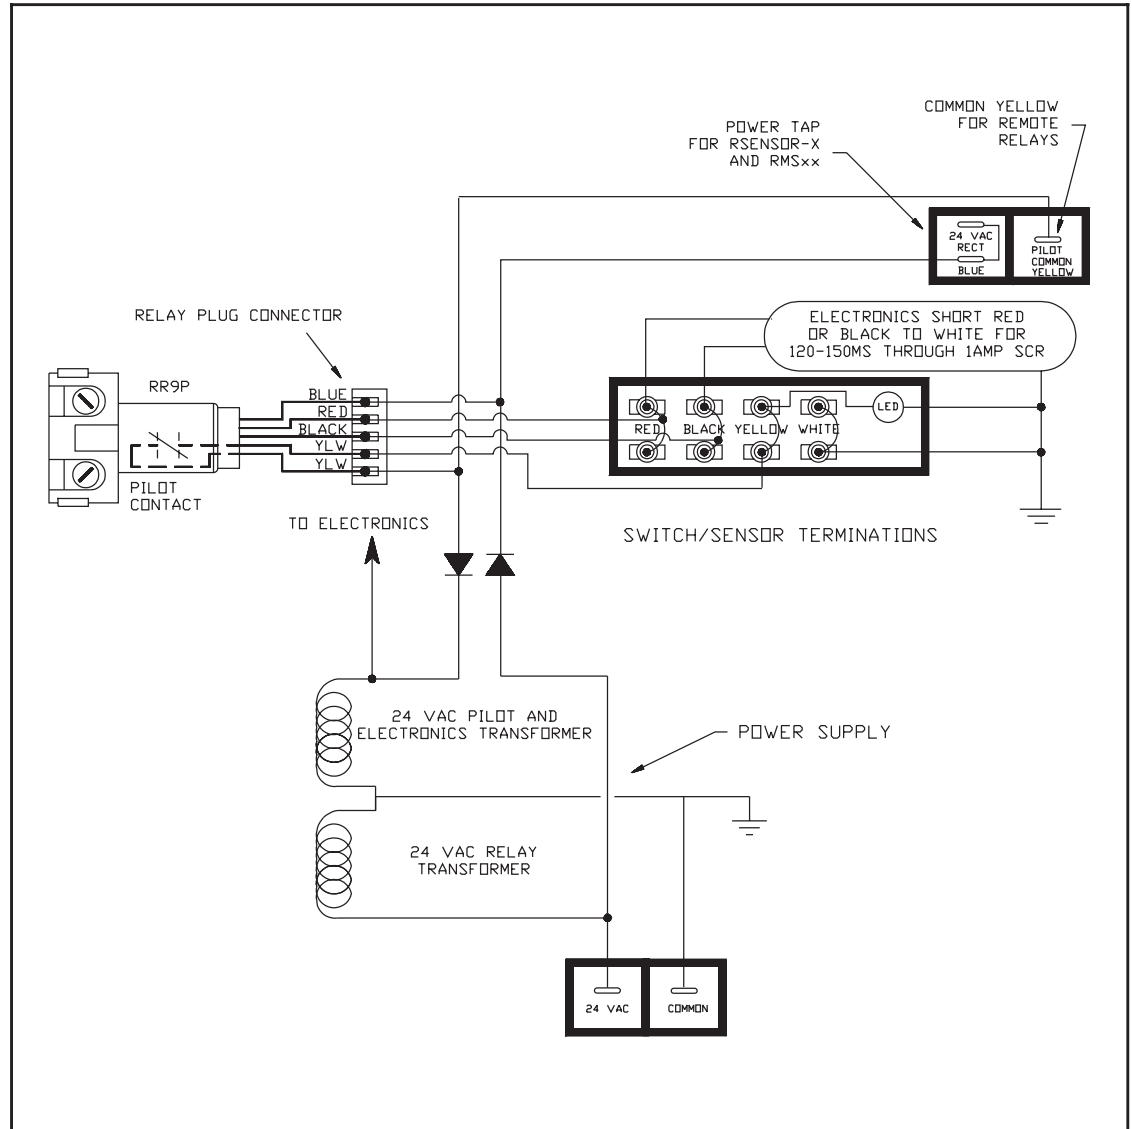 COMMON YELLOW
FOR REMOTE
RELAYS
POWER TAP
FOR RSENSOR-X
AND RMSxx
24 VAC
RECT
BLUE
PILOT
COMMON
YELLOW
RELAY PLUG CONNECTOR
ELECTRONICS SHORT RED
OR BLACK TO WHITE FOR
120-150MS THROUGH 1AMP SCR
RR9P
BLUE
RED
BLACK
YLW
YLW
LED
RED
BLACK
YELLOW
WHITE
PILOT
CONTACT
TO ELECTRONICS
SWITCH/SENSOR TERMINATIONS
24 VAC PILOT AND
ELECTRONICS TRANSFORMER
POWER SUPPLY
24 VAC RELAY
TRANSFORMER
24 VAC
COMMON